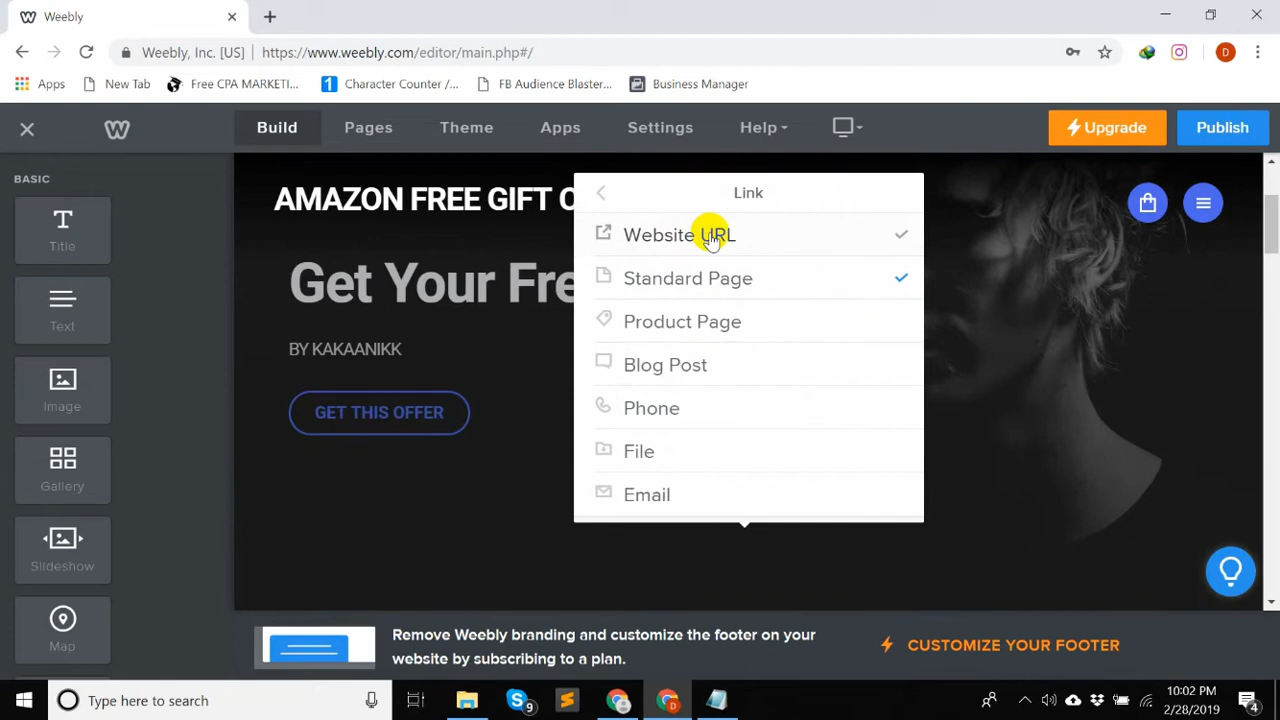 Weebly
Weebly, Inc. [US] https://www.weebly.com/editor/main.php#/
Apps New Tab Free CPA MARKETI... Character Counter /... FB Audience Blaster... Business Manager
Build Pages Theme Apps Settings Help Upgrade Publish
BASIC
Title
Text
Image
Gallery
Slideshow
Map
AMAZON FREE GIFT C
Get Your Fre
BY KAKAANIKK
GET THIS OFFER
Link
Website URL
Standard Page
Product Page
Blog Post
Phone
File
Email
Remove Weebly branding and customize the footer on your
website by subscribing to a plan.
CUSTOMIZE YOUR FOOTER
Type here to search
9
10:02 PM
2/28/2019
4